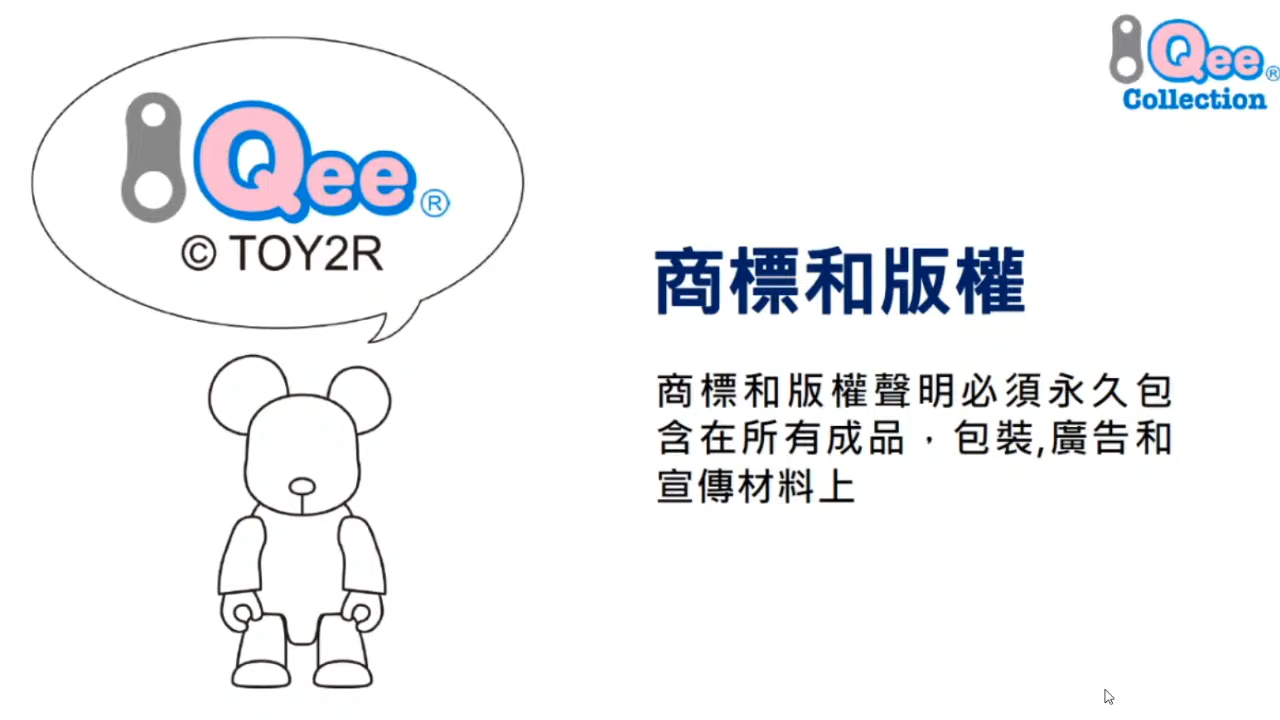 Qee®
© TOY2R
Qee®
Collection
商標和版權
商標和版權聲明必須永久包
含在所有成品，包裝,廣告和
宣傳材料上